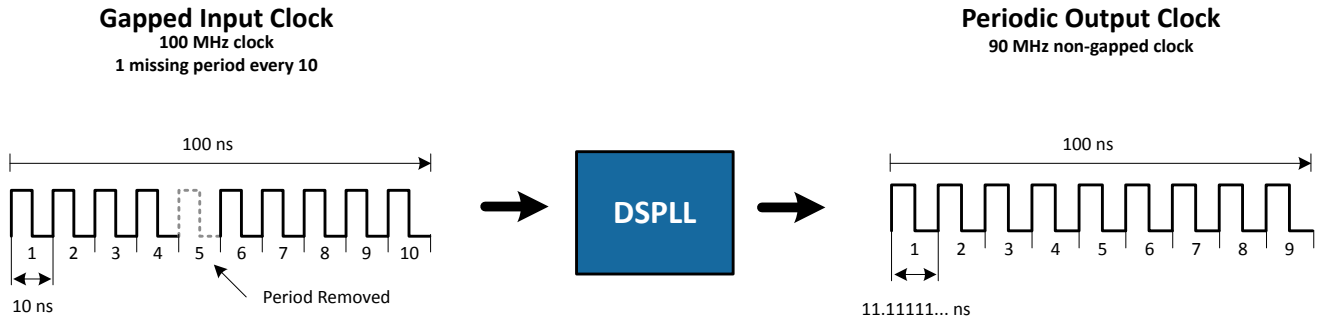 Gapped Input Clock
100 MHz clock
1 missing period every 10
Periodic Output Clock
90 MHz non-gapped clock
100 ns
100 ns
DSPLL
1 2 3 4 5 6 7 8 9 10
1 2 3 4 5 6 7 8 9
10 ns
Period Removed
11.11111... ns